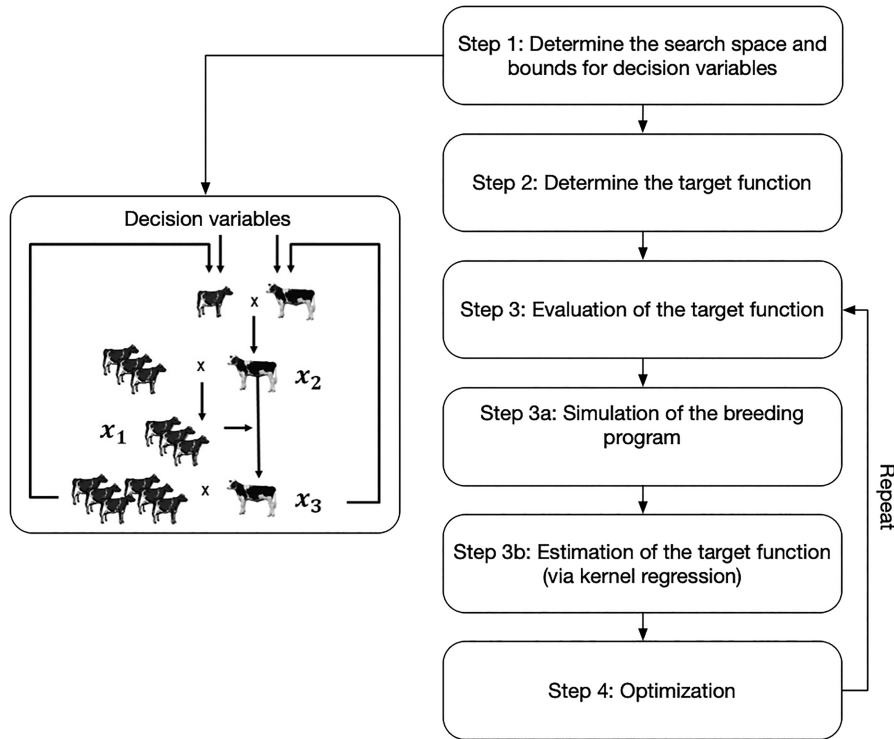 Step 1: Determine the search space and
bounds for decision variables
Step 2: Determine the target function
Decision variables
x
Step 3: Evaluation of the target function
x
x₂
Step 3a: Simulation of the breeding
program
x₁
x
x₃
Repeat
Step 3b: Estimation of the target function
(via kernel regression)
Step 4: Optimization